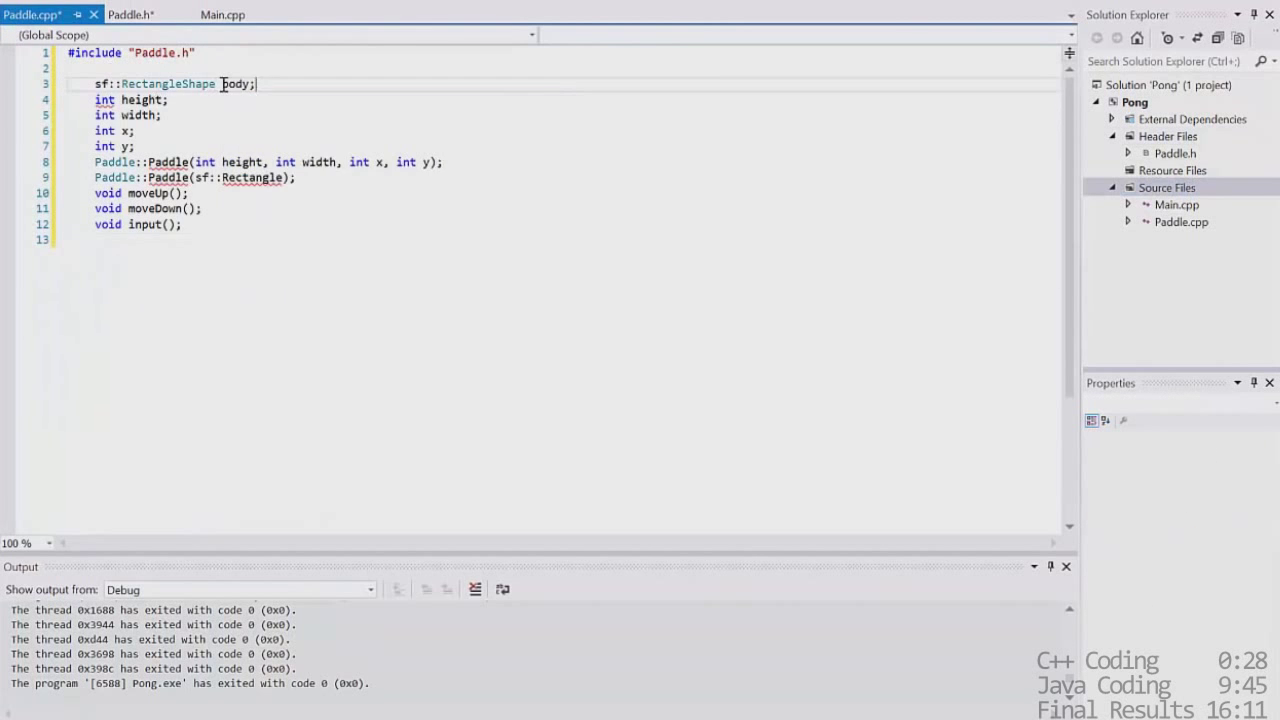 Paddle.cpp* Paddle.h* Main.cpp
(Global Scope)
1 #include "Paddle.h"
2
3 sf::RectangleShape body;
4 int height;
5 int width;
6 int x;
7 int y;
8 Paddle::Paddle(int height, int width, int x, int y);
9 Paddle::Paddle(sf::Rectangle);
10 void moveUp();
11 void moveDown();
12 void input();
13
100 %
Output
Show output from: Debug
The thread 0x1688 has exited with code 0 (0x0).
The thread 0x3944 has exited with code 0 (0x0).
The thread 0xd44 has exited with code 0 (0x0).
The thread 0x3698 has exited with code 0 (0x0).
The thread 0x398c has exited with code 0 (0x0).
The program '[6588] Pong.exe' has exited with code 0 (0x0).
Solution Explorer
Search Solution Explorer (Ctrl+;)
Solution 'Pong' (1 project)
Pong
External Dependencies
Header Files
Paddle.h
Resource Files
Source Files
Main.cpp
Paddle.cpp
Properties
C++ Coding 0:28
Java Coding 9:45
Final Results 16:11